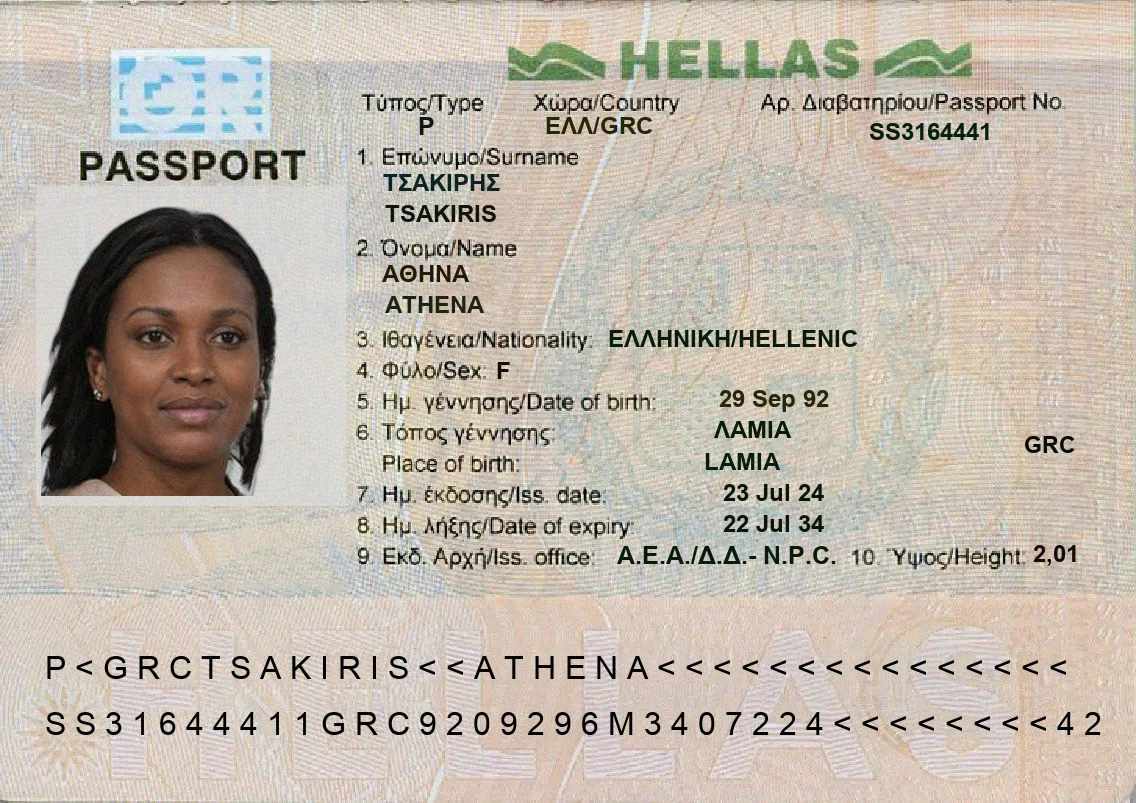 GR
HELLAS
PASSPORT
Τύπος/Type Χώρα/Country Αρ. Διαβατηρίου/Passport No.
P ΕΛΛ/GRC SS3164441
1. Επώνυμο/Surname
ΤΣΑΚΙΡΗΣ
TSAKIRIS
2. Όνομα/Name
ΑΘΗΝΑ
ATHENA
3. Ιθαγένεια/Nationality: ΕΛΛΗΝΙΚΗ/HELLENIC
4. Φύλο/Sex: F
5. Ημ. γέννησης/Date of birth: 29 Sep 92
6. Τόπος γέννησης: ΛΑΜΙΑ
GRC
Place of birth: LAMIA
7. Ημ. έκδοσης/Iss. date: 23 Jul 24
8. Ημ. λήξης/Date of expiry: 22 Jul 34
9 Εκδ. Αρχή/Iss. office: Α.Ε.Α./Δ.Δ.- N.P.C. 10. Ύψος/Height: 2,01
HELLAS
P<GRCTSAKIRIS<<ATHENA<<<<<<<<<<<<<<<
SS31644411GRC9209296M3407224<<<<<<<<42